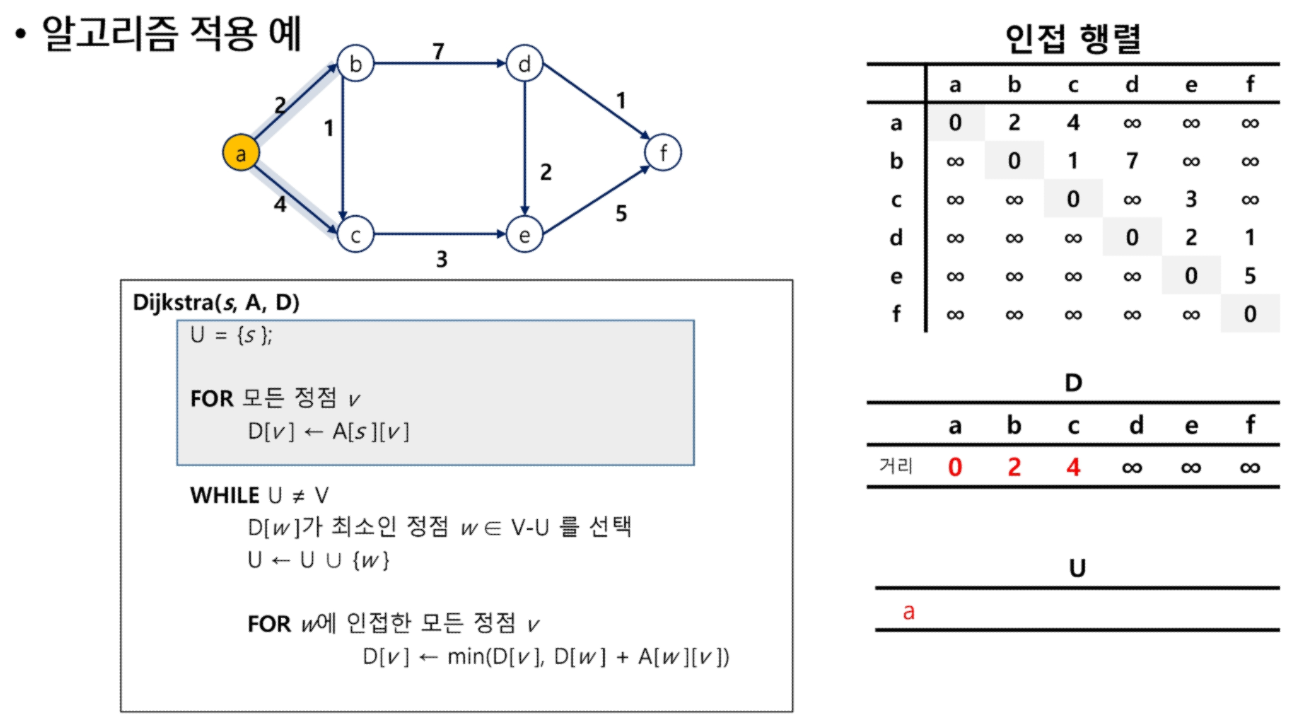 • 알고리즘 적용 예
b 7 d
2 1 1
a f
2
4 5
c e
3
Dijkstra(s, A, D)
U = {s };
FOR 모든 정점 v
D[v] ← A[s][v]
WHILE U ≠ V
D[w]가 최소인 정점 w ∈ V-U 를 선택
U ← U ∪ {w}
FOR w에 인접한 모든 정점 v
D[v] ← min(D[v], D[w] + A[w][v])
인접 행렬
a b c d e f
a 0 2 4 ∞ ∞ ∞
b ∞ 0 1 7 ∞ ∞
c ∞ ∞ 0 ∞ 3 ∞
d ∞ ∞ ∞ 0 2 1
e ∞ ∞ ∞ ∞ 0 5
f ∞ ∞ ∞ ∞ ∞ 0
D
a b c d e f
거리 0 2 4 ∞ ∞ ∞
U
a